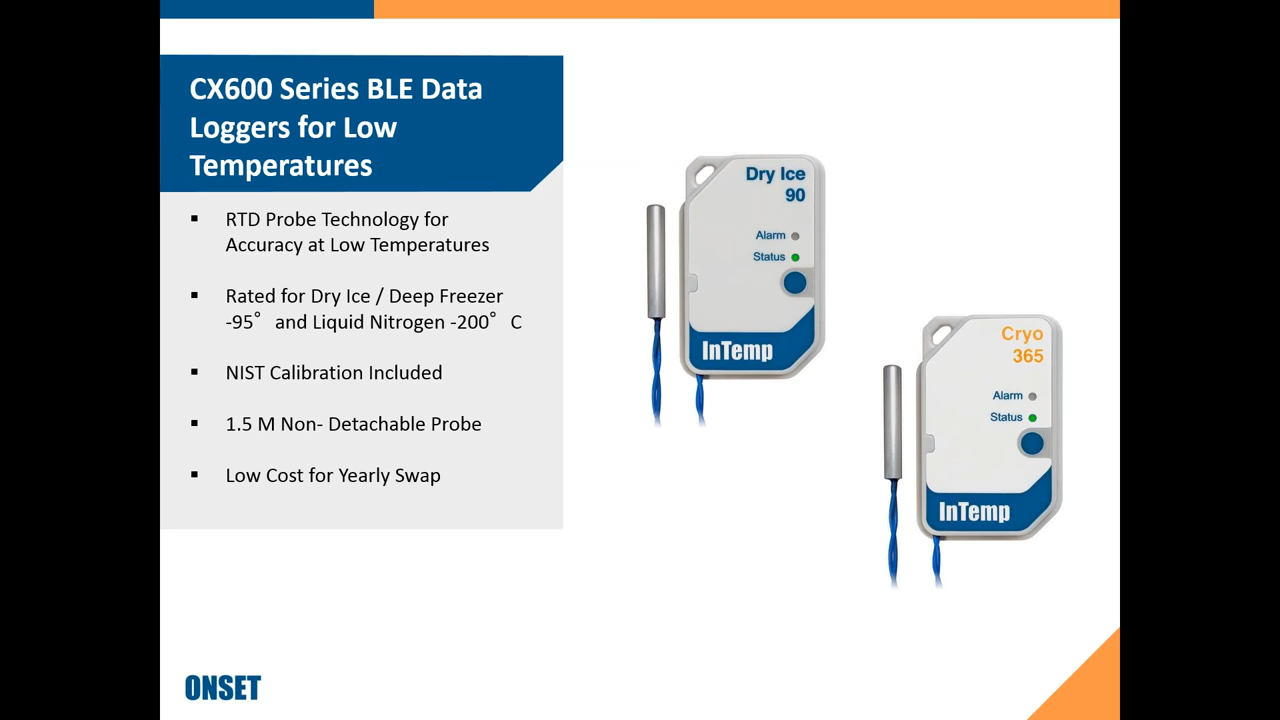 CX600 Series BLE Data
Loggers for Low
Temperatures
▪ RTD Probe Technology for
Accuracy at Low Temperatures
▪ Rated for Dry Ice / Deep Freezer
-95° and Liquid Nitrogen -200° C
▪ NIST Calibration Included
▪ 1.5 M Non- Detachable Probe
▪ Low Cost for Yearly Swap
Dry Ice
90
Alarm
Status
InTemp
Cryo
365
Alarm
Status
InTemp
ONSET